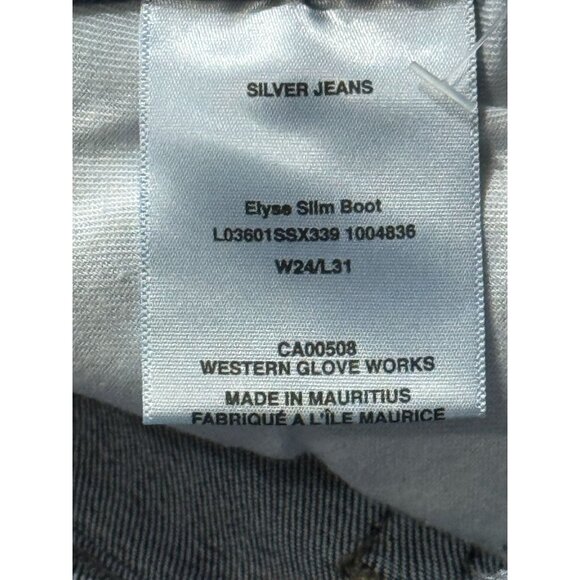 SILVER JEANS
Elyse Slim Boot
L03601SSX339 1004836
W24/L31
CA00508
WESTERN GLOVE WORKS
MADE IN MAURITIUS
FABRIQUÉ A L'ÎLE MAURICE